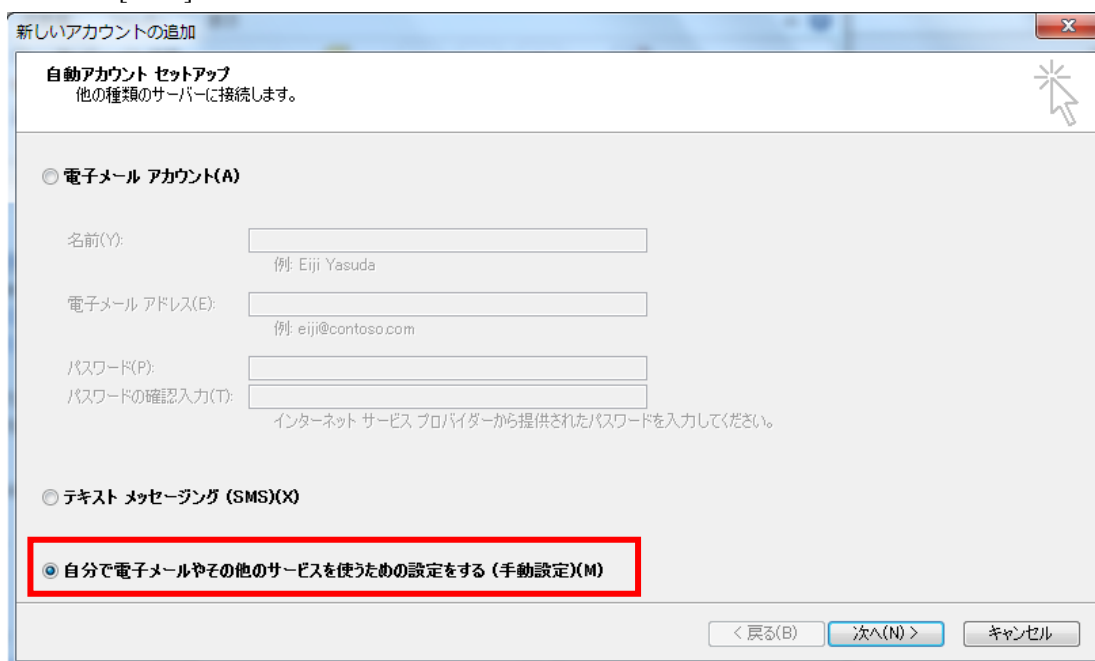 新しいアカウントの追加
自動アカウント セットアップ
他の種類のサーバーに接続します。
電子メール アカウント(A)
名前(Y):
例: Eiji Yasuda
電子メール アドレス(E):
例: eiji@contoso.com
パスワード(P):
パスワードの確認入力(T):
インターネット サービス プロバイダーから提供されたパスワードを入力してください。
テキスト メッセージング (SMS)(X)
自分で電子メールやその他のサービスを使うための設定をする (手動設定)(M)
< 戻る(B) 次へ(N) > キャンセル